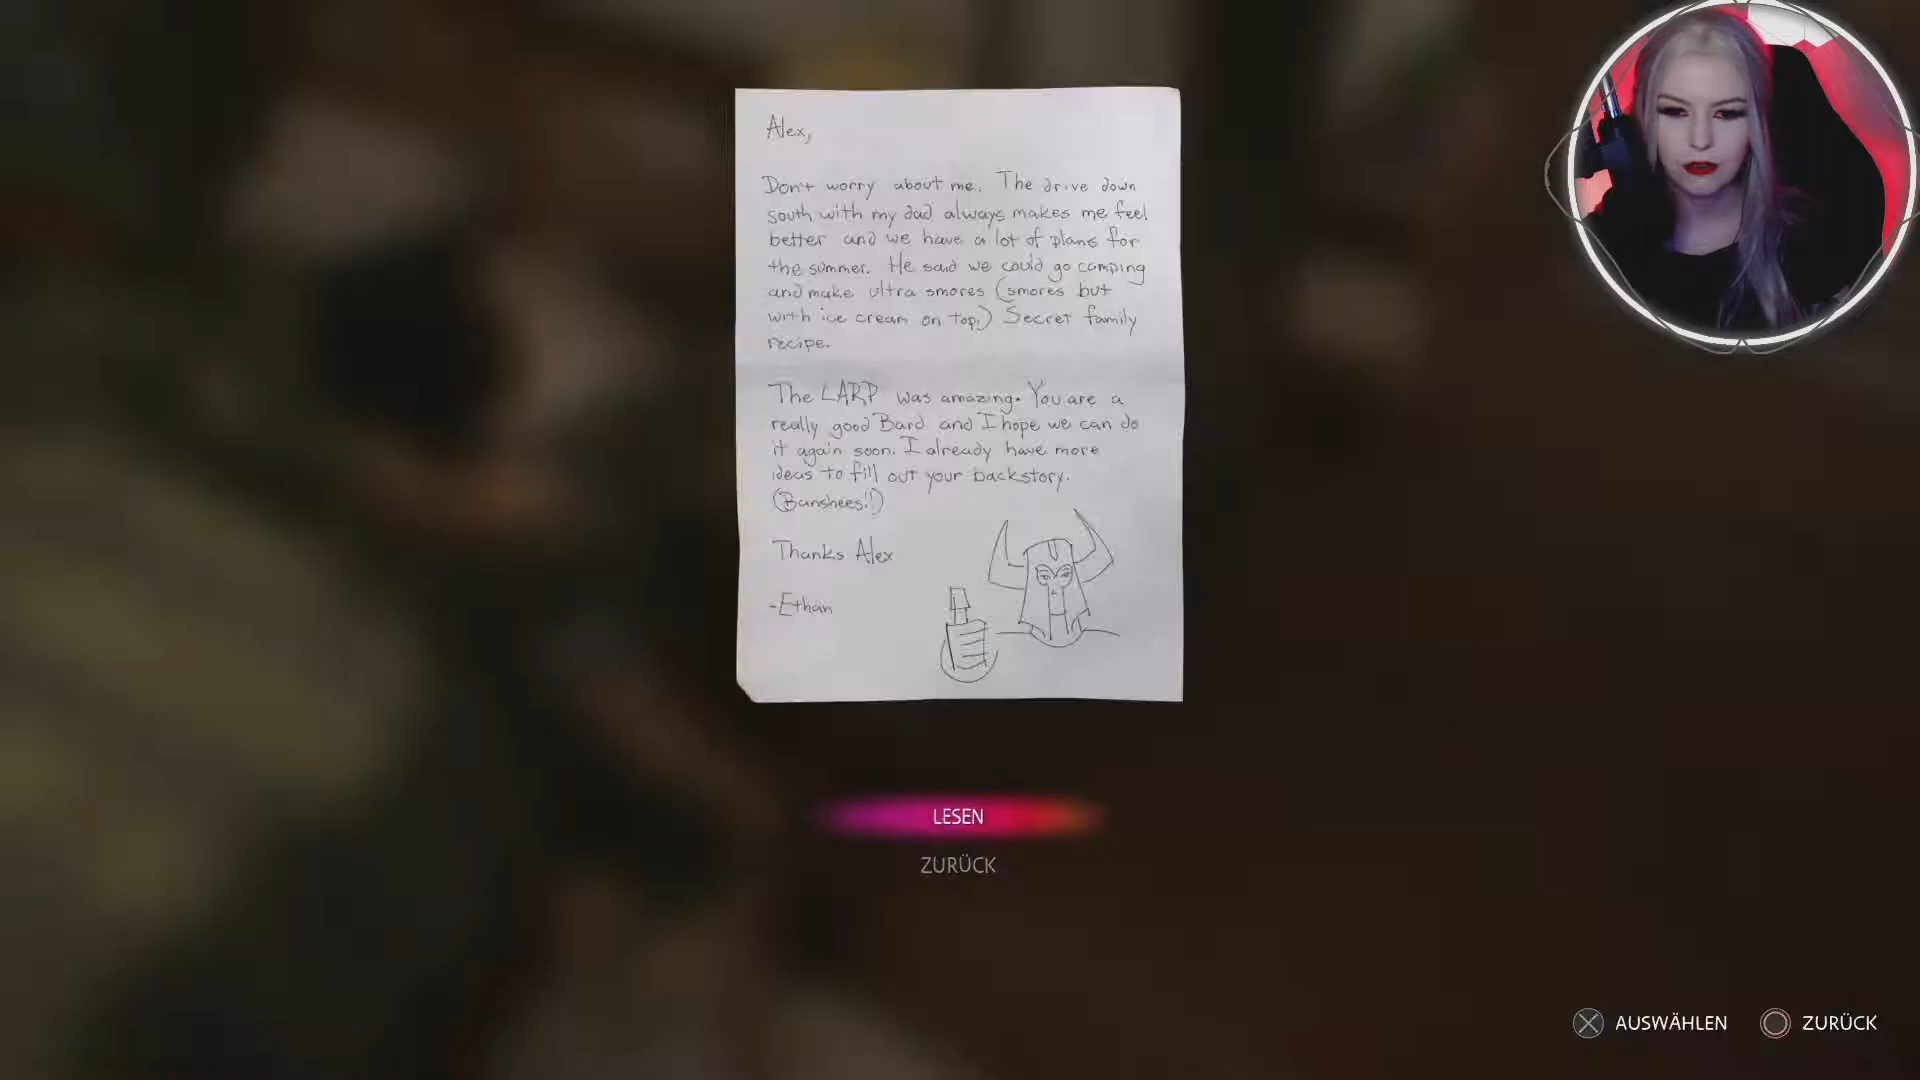 Alex,
Don't worry about me. The drive down
south with my dad always makes me feel
better and we have a lot of plans for
the summer. He said we could go camping
and make ultra smores (smores but
with ice cream on top.) Secret family
recipe.
The LARP was amazing. You are a
really good Bard and I hope we can do
it again soon. I already have more
ideas to fill out your backstory.
(Banshees!!)
Thanks Alex
-Ethan
LESEN
ZURÜCK
AUSWÄHLEN
ZURÜCK